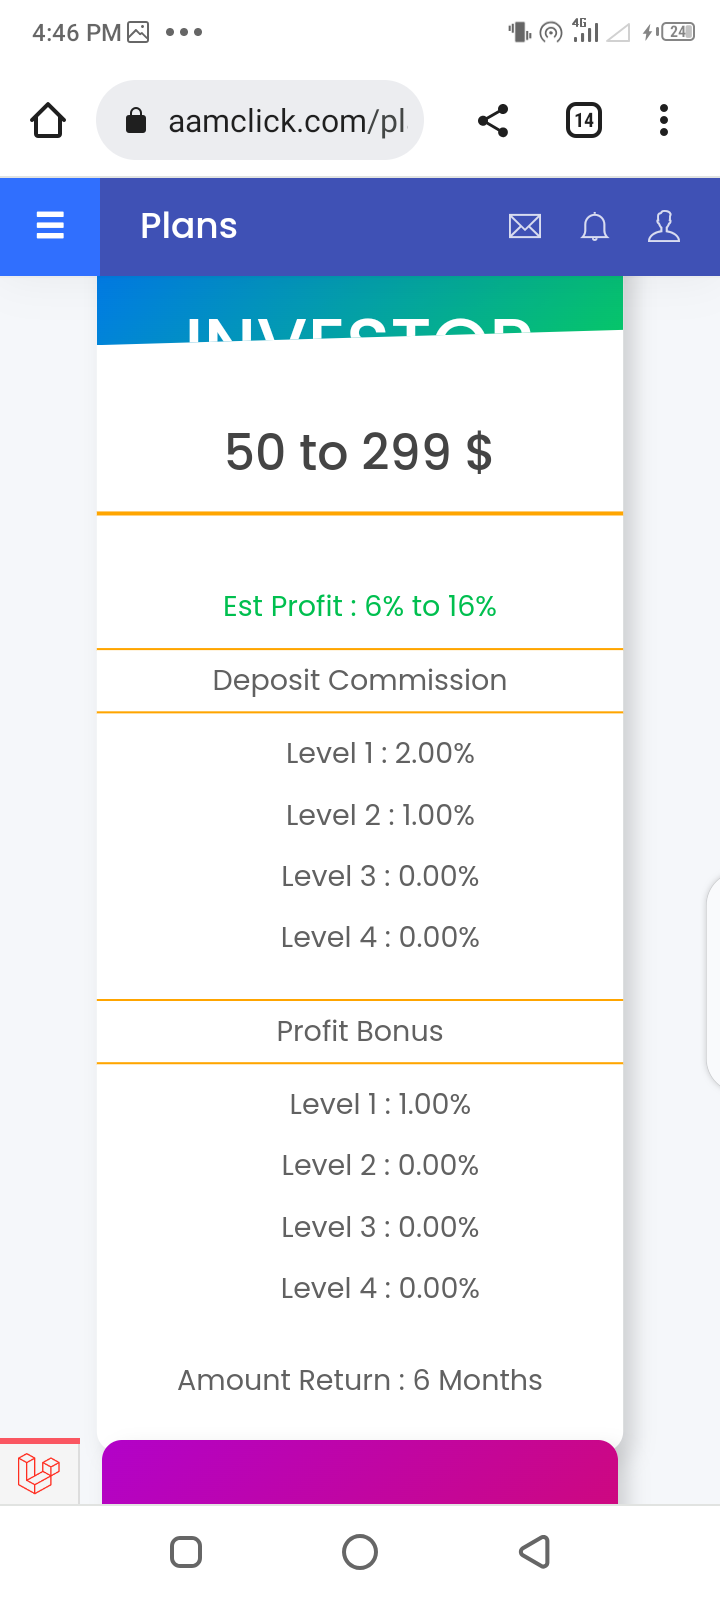 4:46 PM
4G
24
aamclick.com/pl
14
Plans
INVESTOR
50 to 299 $
Est Profit : 6% to 16%
Deposit Commission
Level 1 : 2.00%
Level 2 : 1.00%
Level 3 : 0.00%
Level 4 : 0.00%
Profit Bonus
Level 1 : 1.00%
Level 2 : 0.00%
Level 3 : 0.00%
Level 4 : 0.00%
Amount Return : 6 Months